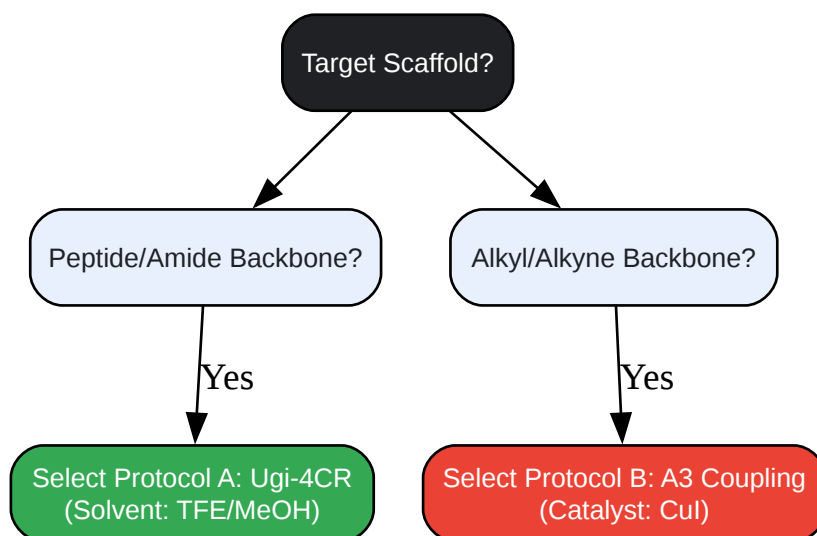 Target Scaffold?
Peptide/Amide Backbone?
Alkyl/Alkyne Backbone?
Yes
Yes
Select Protocol A: Ugi-4CR
(Solvent: TFE/MeOH)
Select Protocol B: A3 Coupling
(Catalyst: CuI)